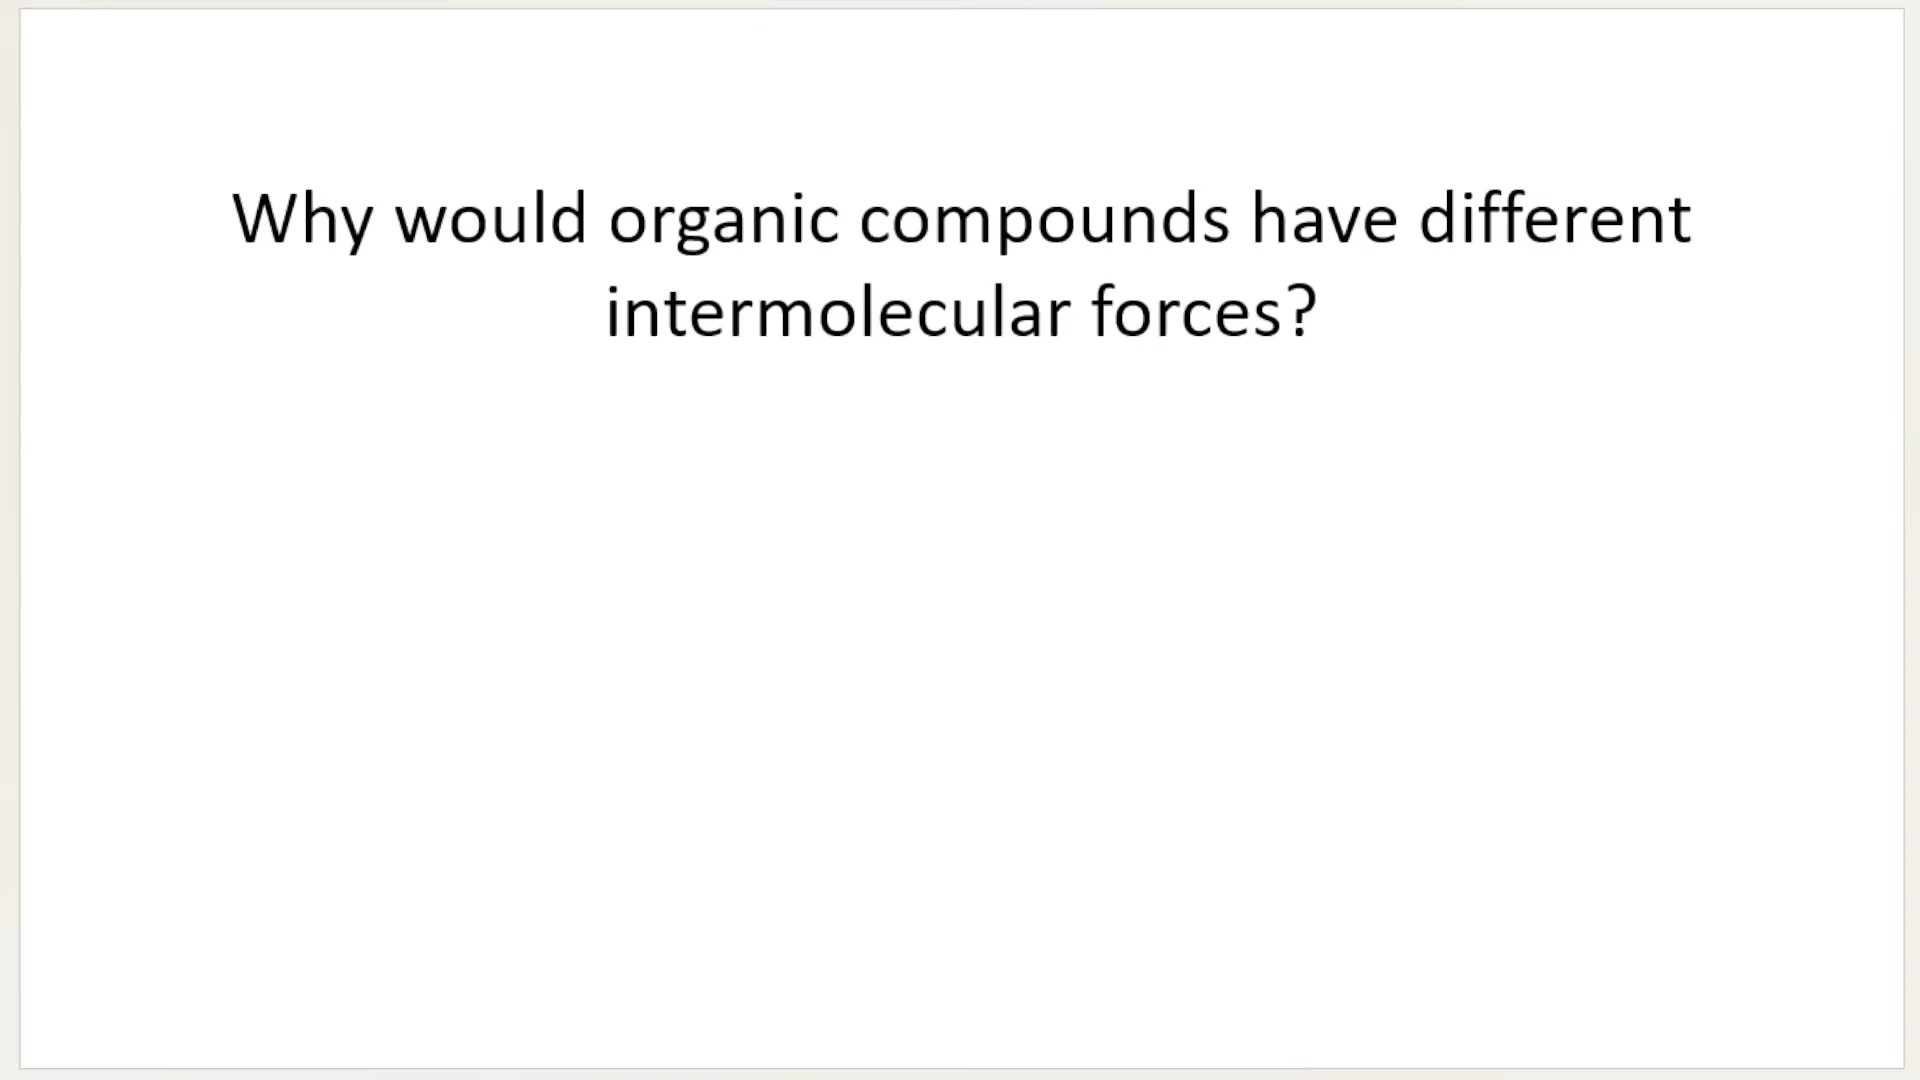 Why would organic compounds have different
intermolecular forces?